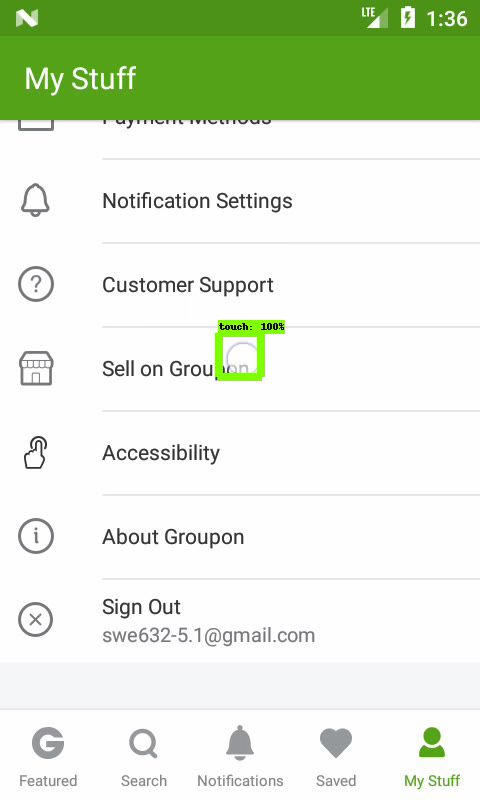 LTE 1:36
My Stuff
Payment Methods
Notification Settings
Customer Support
touch: 100%
Sell on Groupon
Accessibility
About Groupon
Sign Out
swe632-5.1@gmail.com
Featured Search Notifications Saved My Stuff